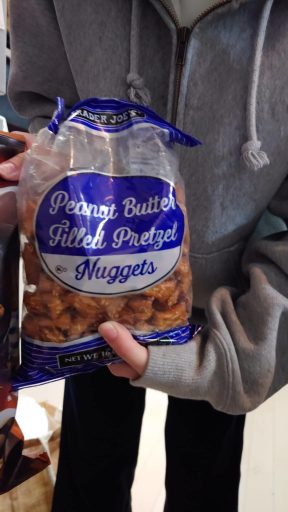 TRADER JOE'S
Peanut Butter
Filled Pretzel
Nuggets
NET WT. 16